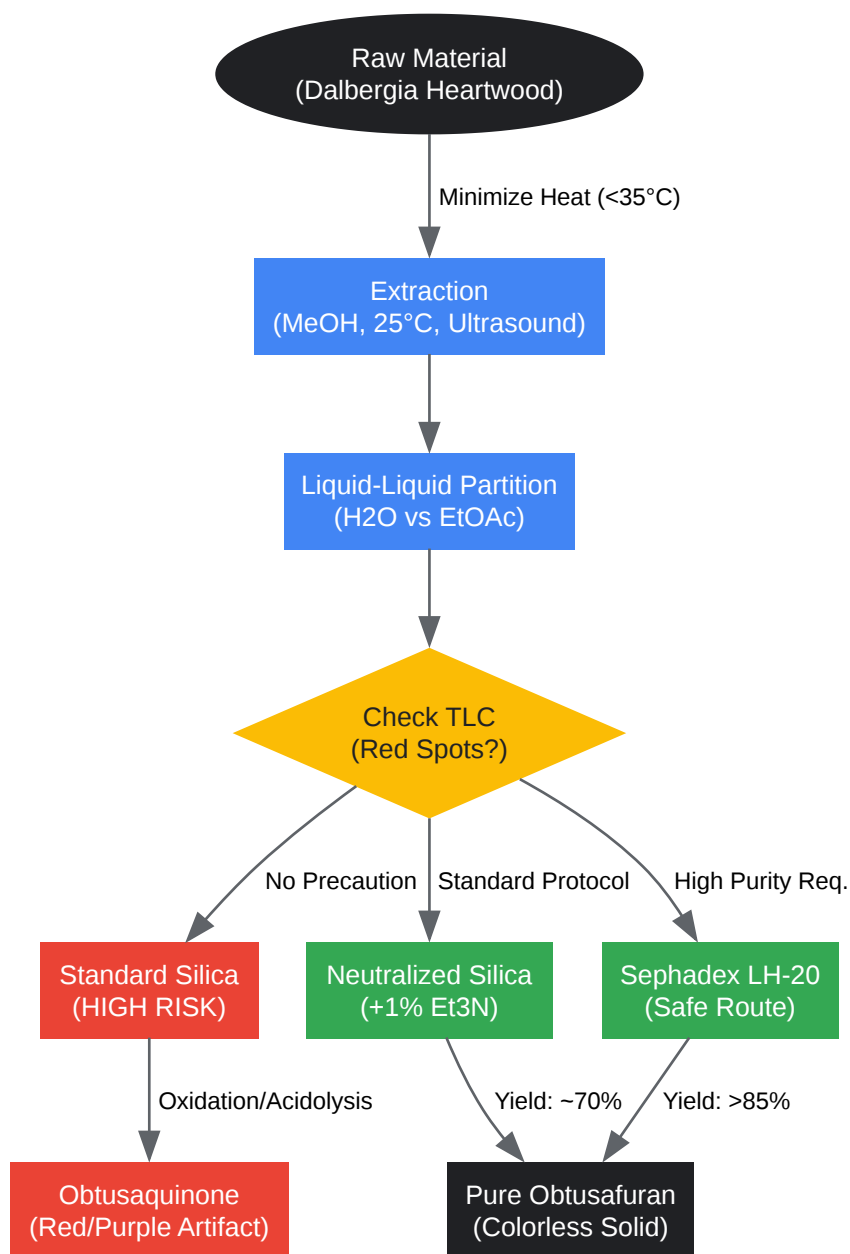 Raw Material
(Dalbergia Heartwood)
Minimize Heat (<35°C)
Extraction
(MeOH, 25°C, Ultrasound)
Liquid-Liquid Partition
(H2O vs EtOAc)
Check TLC
(Red Spots?)
No Precaution
Standard Protocol
High Purity Req.
Standard Silica
(HIGH RISK)
Neutralized Silica
(+1% Et3N)
Sephadex LH-20
(Safe Route)
Oxidation/Acidolysis
Yield: ~70%
Yield: >85%
Obtusaquinone
(Red/Purple Artifact)
Pure Obtusafuran
(Colorless Solid)